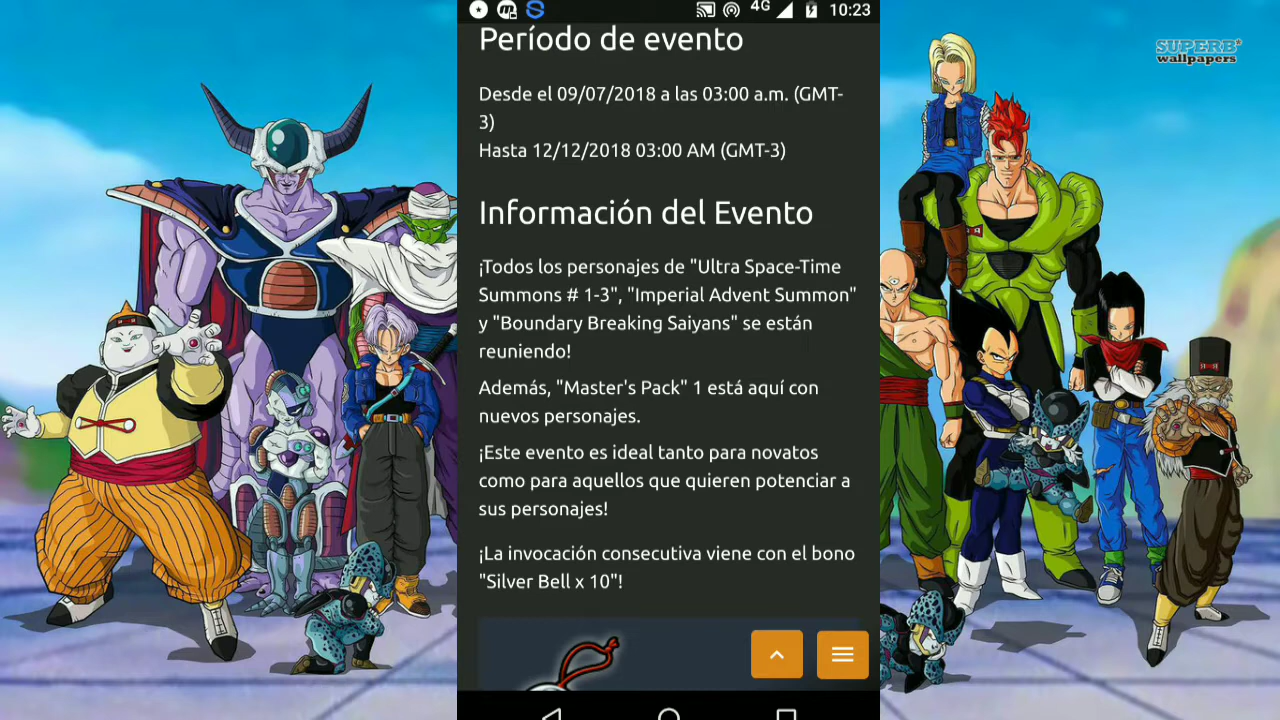 4G 10:23
SUPERB
wallpapers
Período de evento
Desde el 09/07/2018 a las 03:00 a.m. (GMT-
3)
Hasta 12/12/2018 03:00 AM (GMT-3)
Información del Evento
¡Todos los personajes de "Ultra Space-Time
Summons # 1-3", "Imperial Advent Summon"
y "Boundary Breaking Saiyans" se están
reuniendo!
Además, "Master's Pack" 1 está aquí con
nuevos personajes.
¡Este evento es ideal tanto para novatos
como para aquellos que quieren potenciar a
sus personajes!
¡La invocación consecutiva viene con el bono
"Silver Bell x 10"!